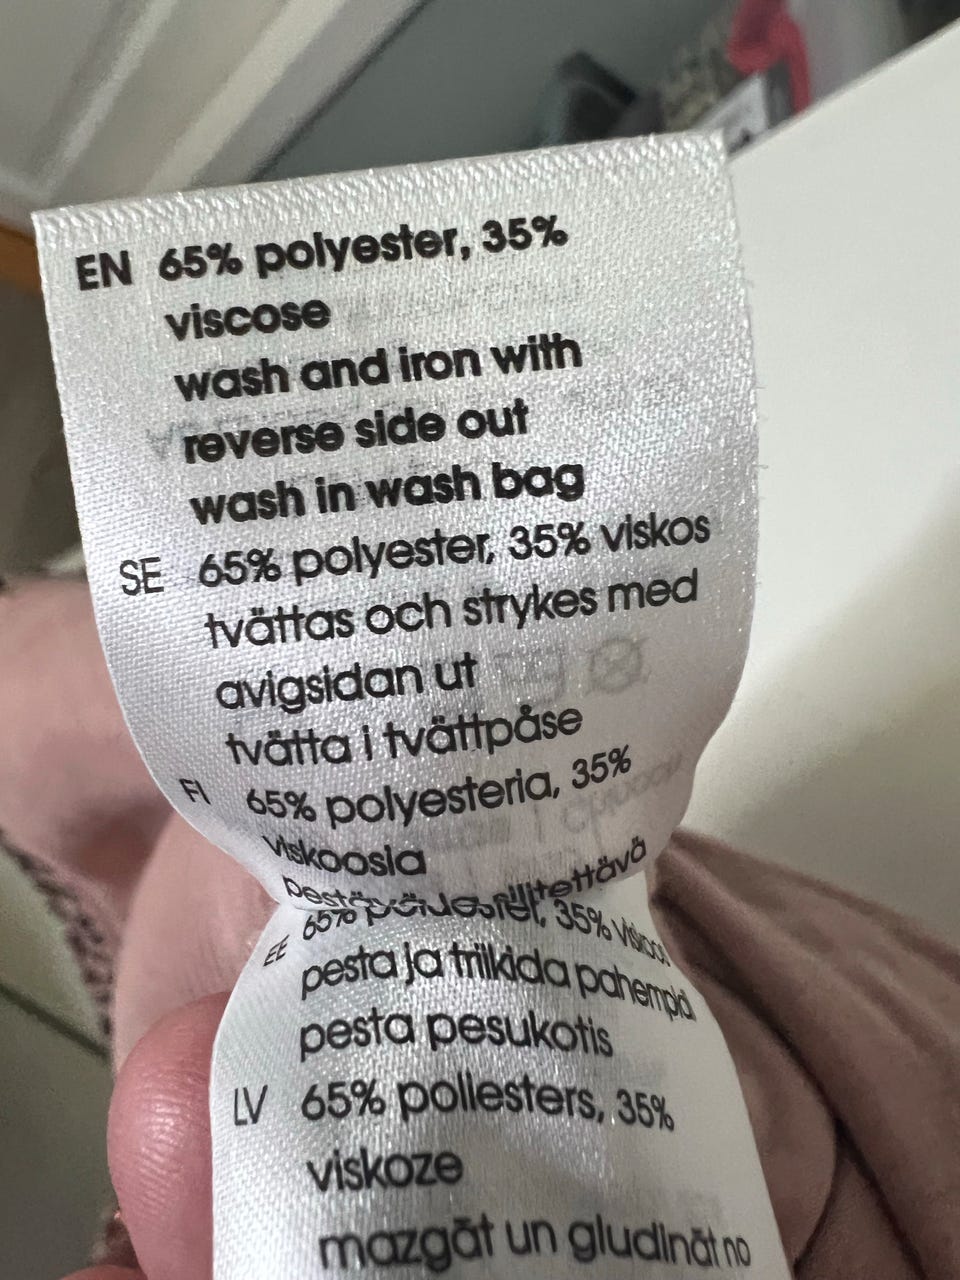 EN 65% polyester, 35%
viscose
wash and iron with
reverse side out
wash in wash bag
SE 65% polyester, 35% viskos
tvättas och strykes med
avigsidan ut
tvätta i tvättpåse
FI 65% polyesteria, 35%
viskoosia
EE 65% 35%
pesta ja triikida pahempidi
pesta pesukotis
LV 65% poliesters, 35%
viskoze
mazgāt un gludināt no